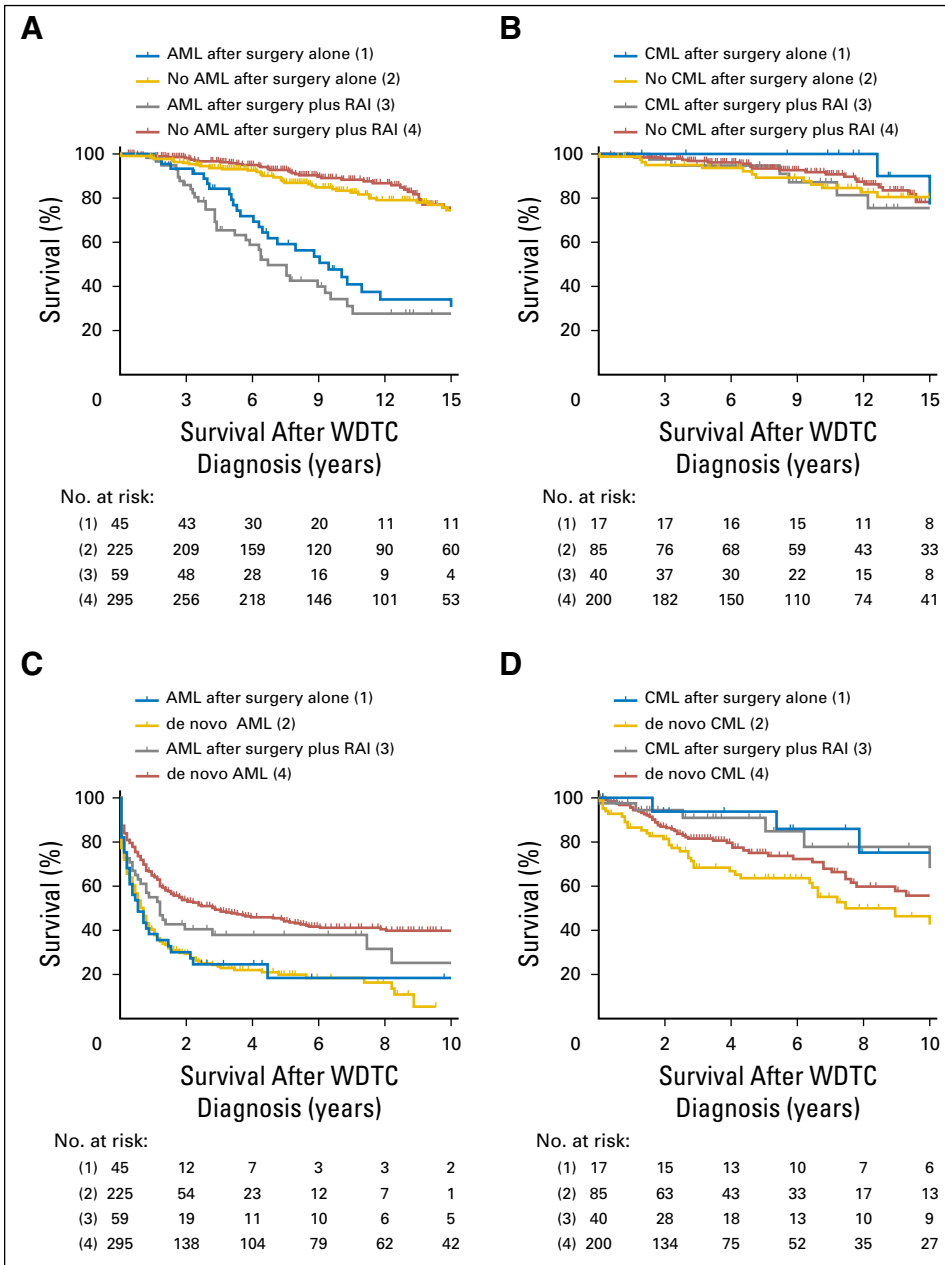 A
AML after surgery alone (1)
No AML after surgery alone (2)
AML after surgery plus RAI (3)
No AML after surgery plus RAI (4)
100
80
60
40
20
0 3 6 9 12 15
Survival (%)
Survival After WDTC
Diagnosis (years)
No. at risk:
(1) 45 43 30 20 11 11
(2) 225 209 159 120 90 60
(3) 59 48 28 16 9 4
(4) 295 256 218 146 101 53
B
CML after surgery alone (1)
No CML after surgery alone (2)
CML after surgery plus RAI (3)
No CML after surgery plus RAI (4)
100
80
60
40
20
0 3 6 9 12 15
Survival (%)
Survival After WDTC
Diagnosis (years)
No. at risk:
(1) 17 17 16 15 11 8
(2) 85 76 68 59 43 33
(3) 40 37 30 22 15 8
(4) 200 182 150 110 74 41
C
AML after surgery alone (1)
de novo AML (2)
AML after surgery plus RAI (3)
de novo AML (4)
100
80
60
40
20
0 2 4 6 8 10
Survival (%)
Survival After WDTC
Diagnosis (years)
No. at risk:
(1) 45 12 7 3 3 2
(2) 225 54 23 12 7 1
(3) 59 19 11 10 6 5
(4) 295 138 104 79 62 42
D
CML after surgery alone (1)
de novo CML (2)
CML after surgery plus RAI (3)
de novo CML (4)
100
80
60
40
20
0 2 4 6 8 10
Survival (%)
Survival After WDTC
Diagnosis (years)
No. at risk:
(1) 17 15 13 10 7 6
(2) 85 63 43 33 17 13
(3) 40 28 18 13 10 9
(4) 200 134 75 52 35 27